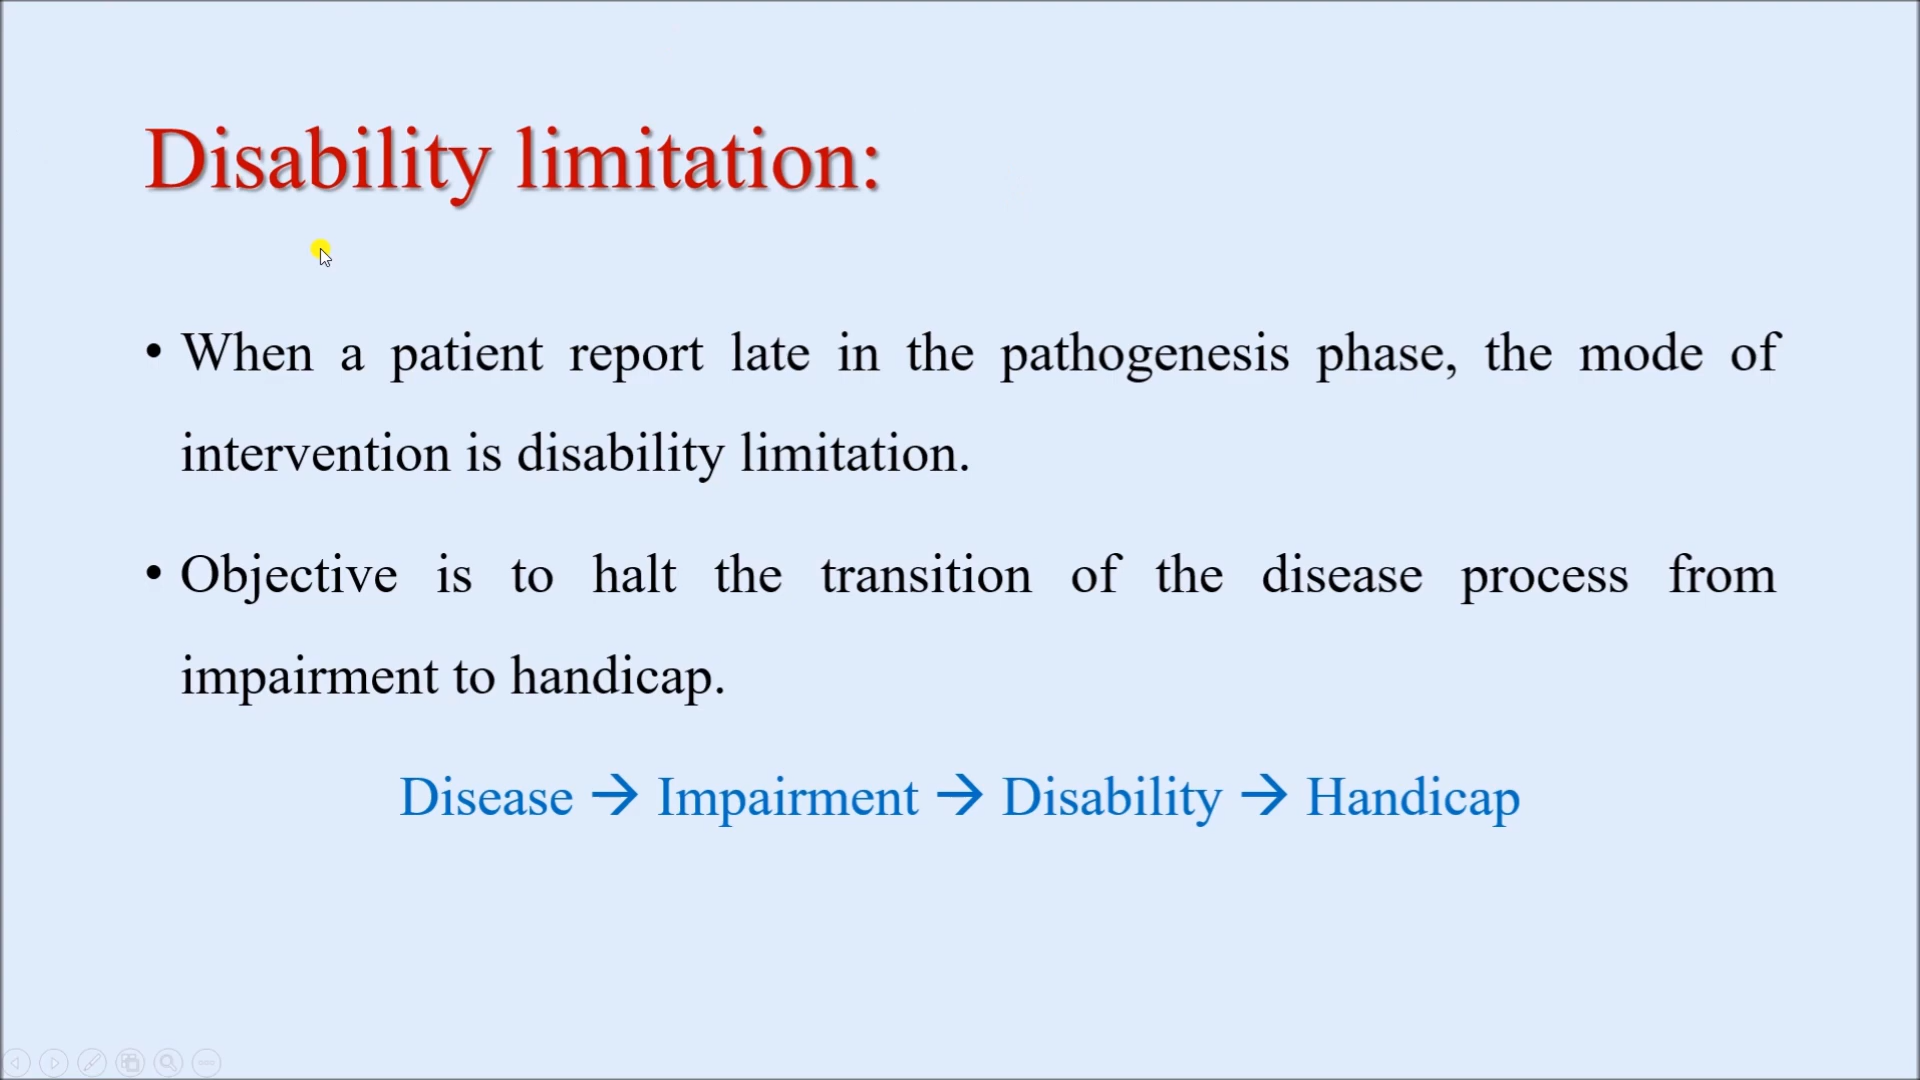 Disability limitation:
• When a patient report late in the pathogenesis phase, the mode of
intervention is disability limitation.
• Objective is to halt the transition of the disease process from
impairment to handicap.
Disease → Impairment → Disability → Handicap